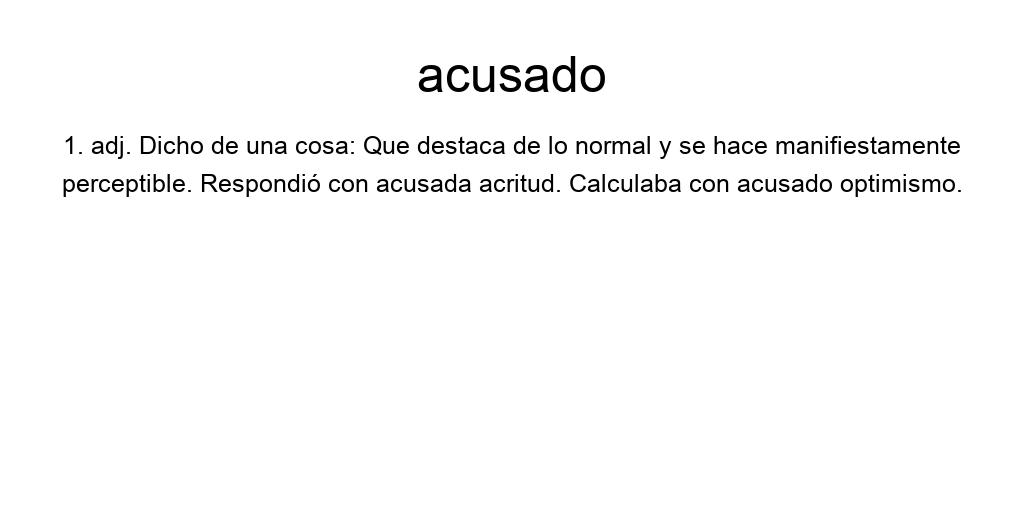 acusado
1. adj. Dicho de una cosa: Que destaca de lo normal y se hace manifiestamente
perceptible. Respondió con acusada acritud. Calculaba con acusado optimismo.